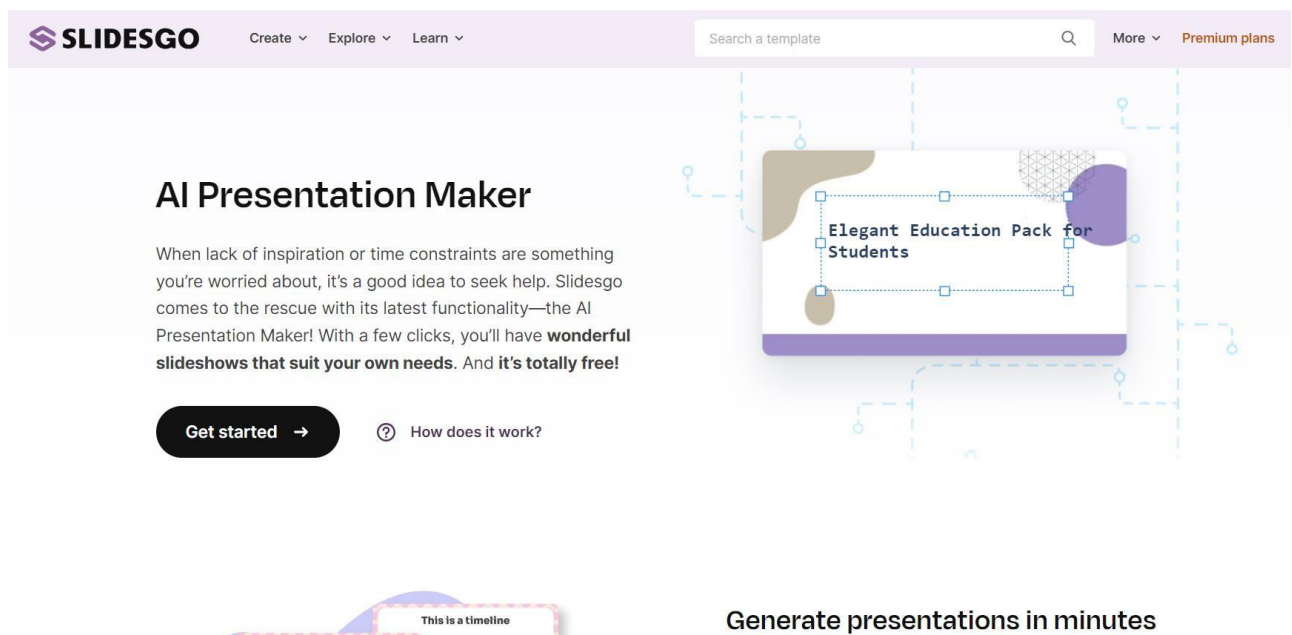 SLIDESGO
Create
Explore
Learn
Search a template
More
Premium plans
AI Presentation Maker
When lack of inspiration or time constraints are something
you're worried about, it's a good idea to seek help. Slidesgo
comes to the rescue with its latest functionality—the AI
Presentation Maker! With a few clicks, you'll have wonderful
slideshows that suit your own needs. And it's totally free!
Get started →
? How does it work?
Elegant Education Pack for
Students
This is a timeline
Generate presentations in minutes